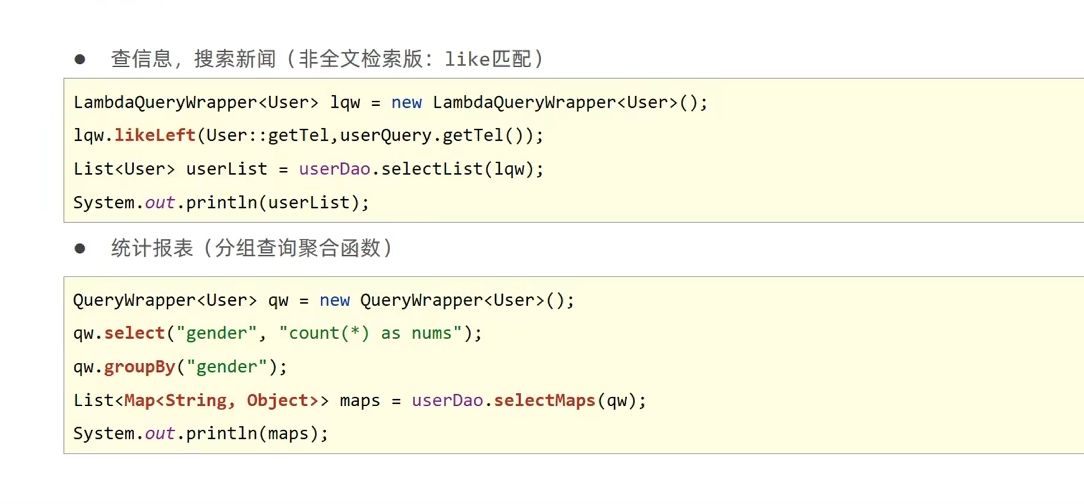 ● 查信息，搜索新闻（非全文检索版：like匹配）
LambdaQueryWrapper<User> lqw = new LambdaQueryWrapper<User>();
lqw.likeLeft(User::getTel,userQuery.getTel());
List<User> userList = userDao.selectList(lqw);
System.out.println(userList);
● 统计报表（分组查询聚合函数）
QueryWrapper<User> qw = new QueryWrapper<User>();
qw.select("gender", "count(*) as nums");
qw.groupBy("gender");
List<Map<String, Object>> maps = userDao.selectMaps(qw);
System.out.println(maps);